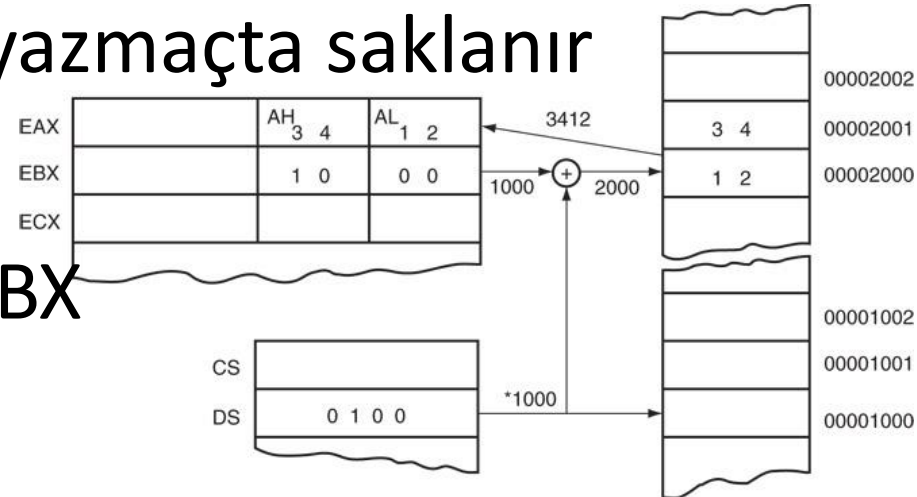 yazmaçta saklanır
00002002
EAX AH 3 4 AL 1 2 3412 3 4 00002001
EBX 1 0 0 0 1000 + 2000 1 2 00002000
ECX
BX
00001002
CS 00001001
DS 0 1 0 0 *1000 00001000